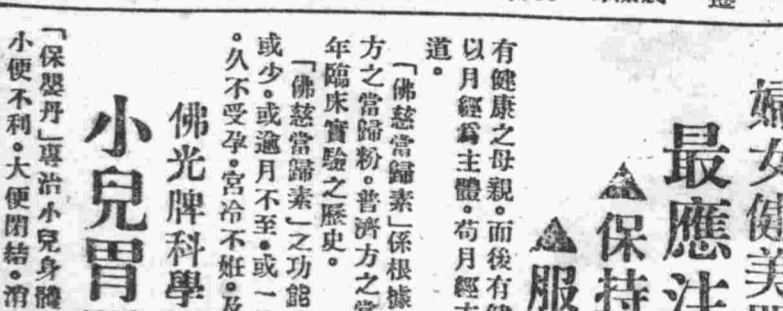 婦女健美
最應注
▲保持
▲服
有健康之母親。而後有健
以月經為主體。苟月經
道。
「佛慈當歸素」係根據
方之當歸粉。普濟方之當
年臨床實驗之歷史。
「佛慈當歸素」之功能
或少。或逾月不至。或一
。久不受孕。宮冷不姙。及
佛光牌科學
小兒胃
「保嬰丹」專治小兒身體
小便不利。大便閉結。消